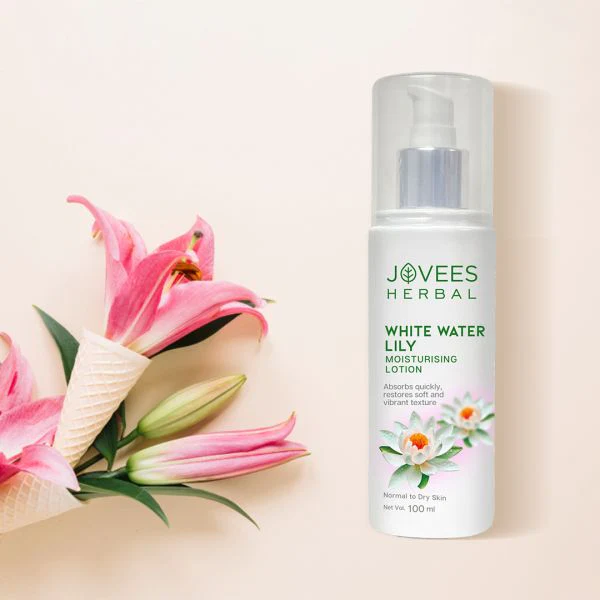 JOVEES
HERBAL
WHITE WATER
LILY
MOISTURISING
LOTION
Absorbs quickly,
restores soft and
vibrant texture
Normal to Dry Skin
Net Vol. 100 ml